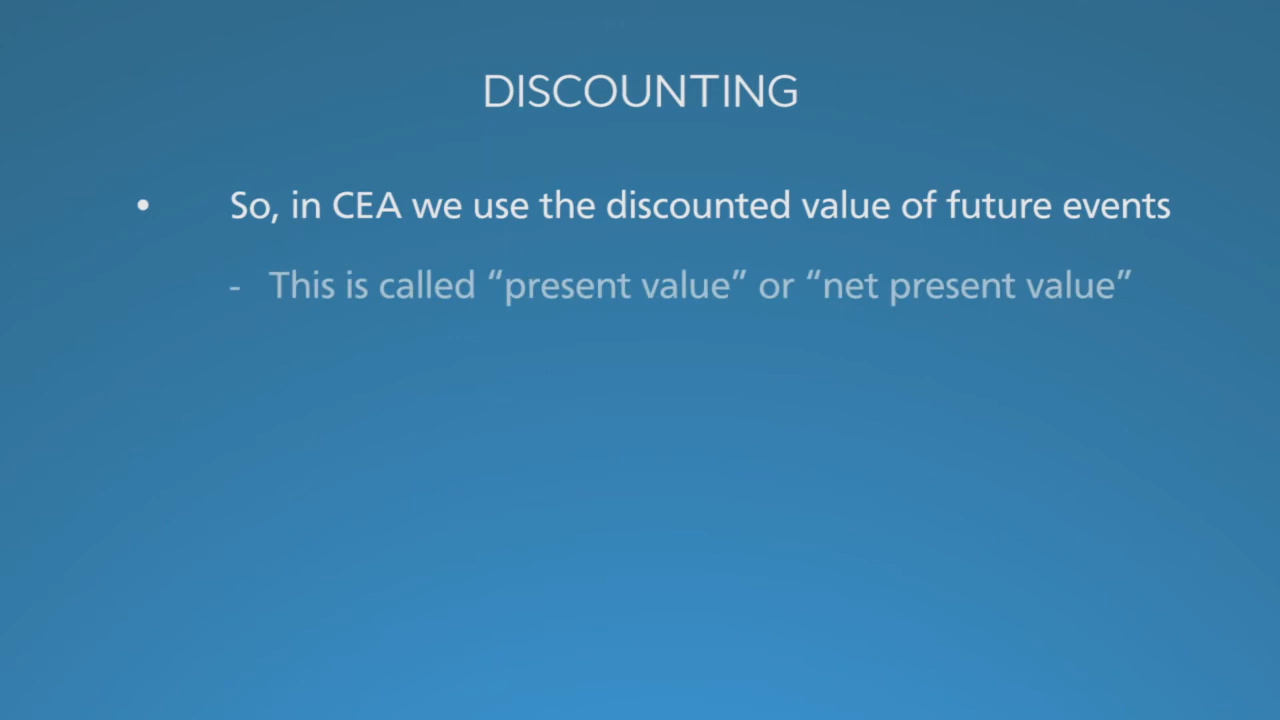 DISCOUNTING
• So, in CEA we use the discounted value of future events
- This is called “present value” or “net present value”